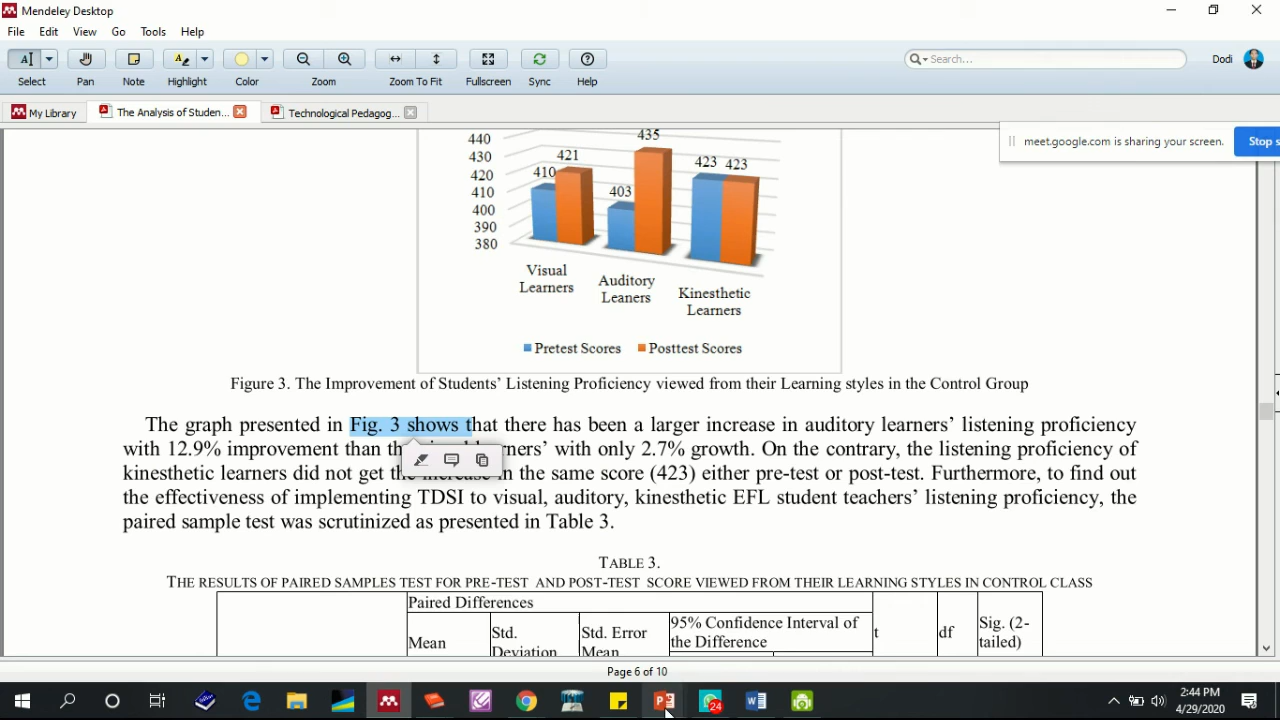 Mendeley Desktop
File Edit View Go Tools Help
Select Pan Note Highlight Color Zoom Zoom To Fit Fullscreen Sync Help
Search...
Dodi
My Library
The Analysis of Studen...
Technological Pedagog...
meet.google.com is sharing your screen.
Stop s
440
430
420
410
400
390
380
410 421
403 435
423 423
Visual
Learners
Auditory
Leaners
Kinesthetic
Learners
Pretest Scores Posttest Scores
Figure 3. The Improvement of Students’ Listening Proficiency viewed from their Learning styles in the Control Group
The graph presented in Fig. 3 shows that there has been a larger increase in auditory learners’ listening proficiency
with 12.9% improvement than learners’ with only 2.7% growth. On the contrary, the listening proficiency of
kinesthetic learners did not get the increase in the same score (423) either pre-test or post-test. Furthermore, to find out
the effectiveness of implementing TDSI to visual, auditory, kinesthetic EFL student teachers’ listening proficiency, the
paired sample test was scrutinized as presented in Table 3.
TABLE 3.
THE RESULTS OF PAIRED SAMPLES TEST FOR PRE-TEST AND POST-TEST SCORE VIEWED FROM THEIR LEARNING STYLES IN CONTROL CLASS
Paired Differences
Mean
Std.
Deviation
Std. Error
Mean
95% Confidence Interval of
the Difference
t
df
Sig. (2-
tailed)
Page 6 of 10
24
2:44 PM
4/29/2020